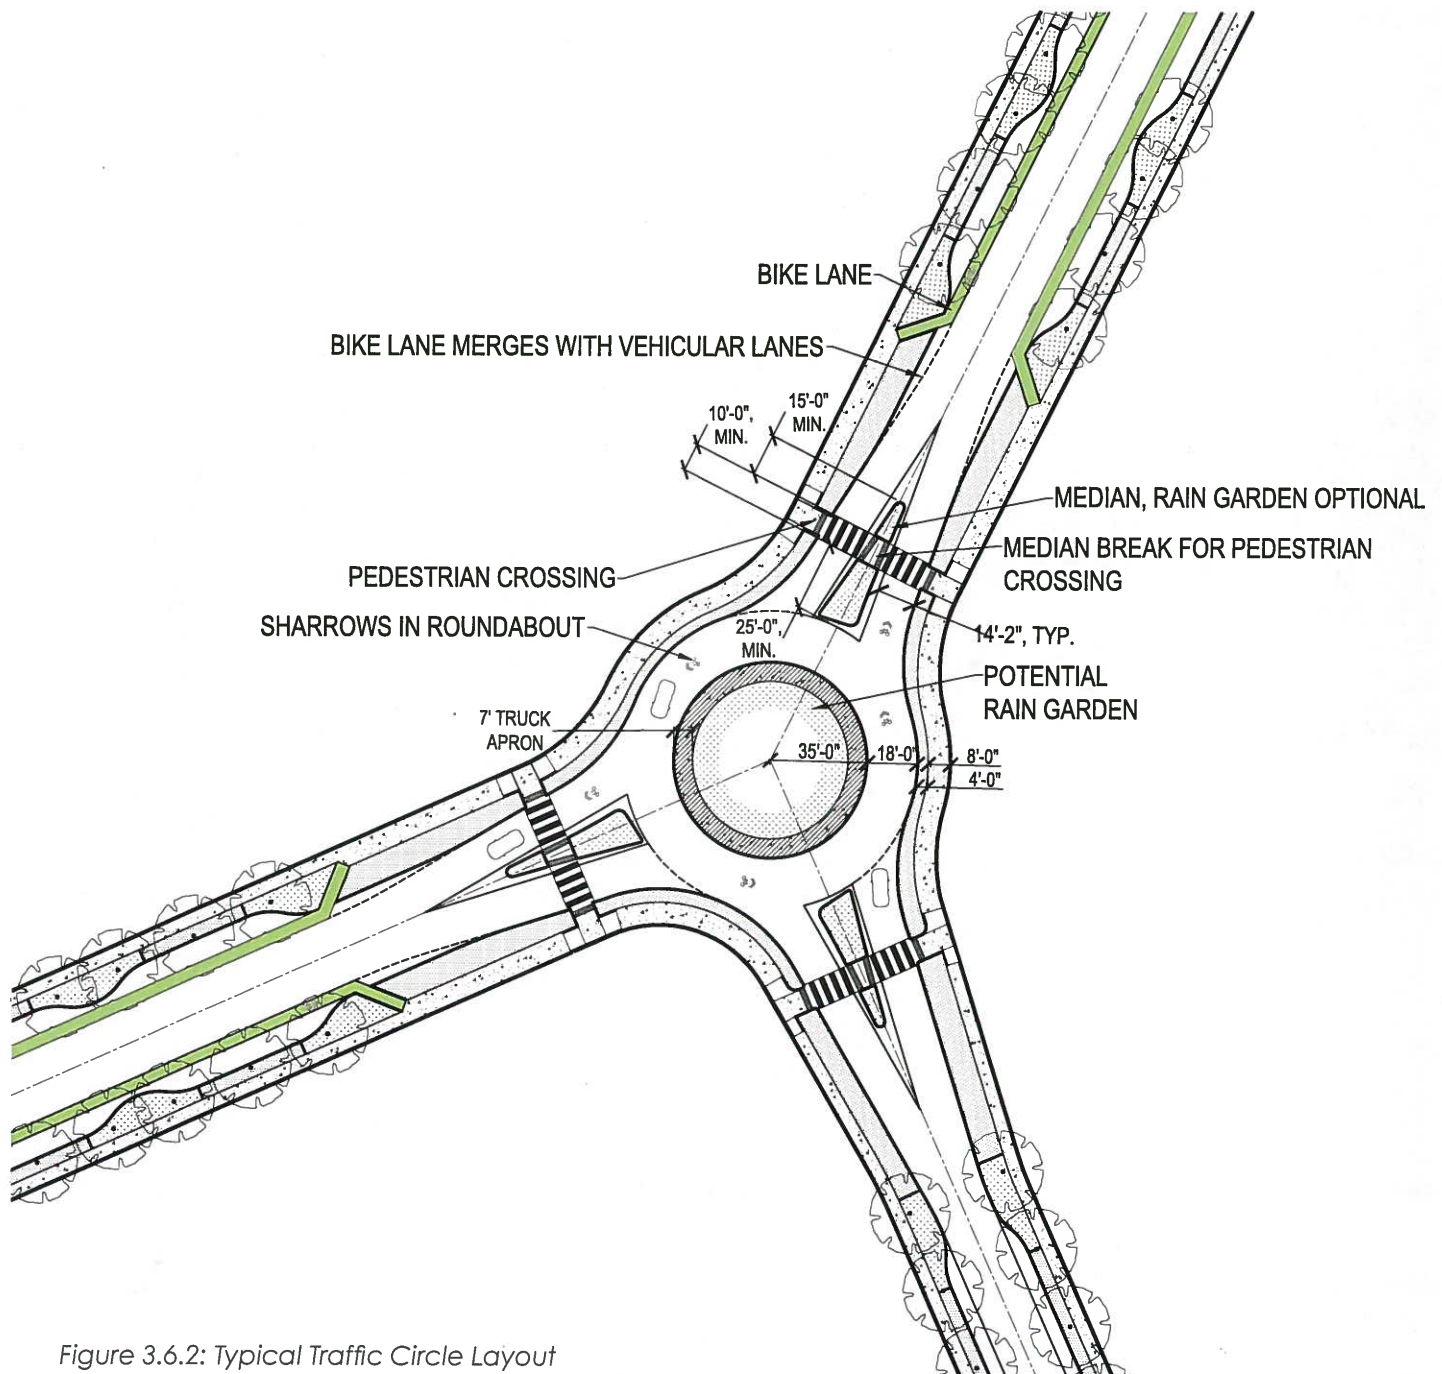 BIKE LANE
BIKE LANE MERGES WITH VEHICULAR LANES
10'-0",
MIN.
15'-0"
MIN.
MEDIAN, RAIN GARDEN OPTIONAL
MEDIAN BREAK FOR PEDESTRIAN
CROSSING
PEDESTRIAN CROSSING
SHARROWS IN ROUNDABOUT
25'-0",
MIN.
14'-2", TYP.
POTENTIAL
RAIN GARDEN
7' TRUCK
APRON
35'-0"
18'-0"
8'-0"
4'-0"
Figure 3.6.2: Typical Traffic Circle Layout